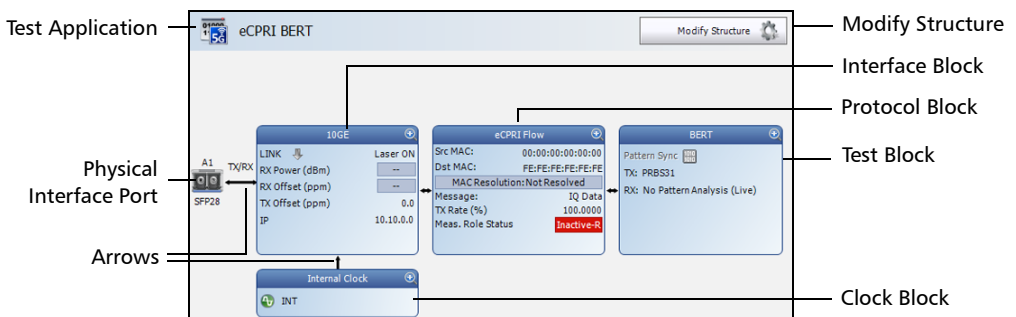 Test Application
eCPRI BERT
Modify Structure
Modify Structure
Interface Block
Protocol Block
Test Block
Physical
Interface Port
Arrows
Clock Block
A1
TX/RX
SFP28
10GE
LINK Laser ON
RX Power (dBm) --
RX Offset (ppm) --
TX Offset (ppm) 0.0
IP 10.10.0.0
eCPRI Flow
Src MAC: 00:00:00:00:00:00
Dst MAC: FE:FE:FE:FE:FE:FE
MAC Resolution:Not Resolved
Message: IQ Data
TX Rate (%) 100.0000
Meas. Role Status Inactive-R
BERT
Pattern Sync
TX: PRBS31
RX: No Pattern Analysis (Live)
Internal Clock
INT